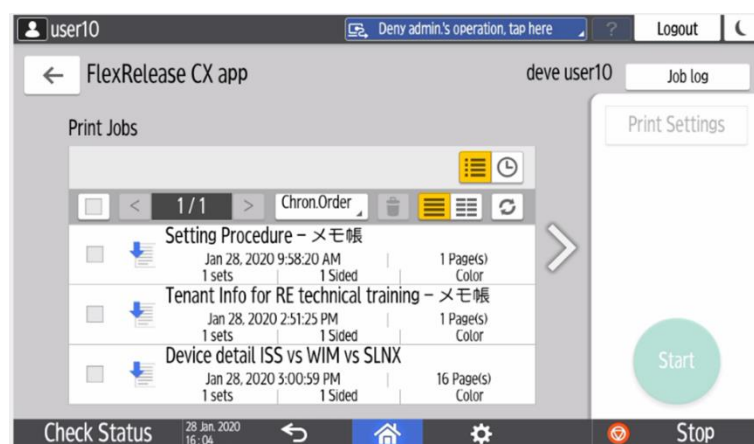 user10 Deny admin.'s operation, tap here ? Logout
FlexRelease CX app deve user10 Job log
Print Jobs Print Settings
< 1/1 > Chron.Order
Setting Procedure – メモ帳
Jan 28, 2020 9:58:20 AM | 1 Page(s)
1 sets | 1 Sided | Color
Tenant Info for RE technical training – メモ帳
Jan 28, 2020 2:51:25 PM | 1 Page(s)
1 sets | 1 Sided | Color
Device detail ISS vs WIM vs SLNX
Jan 28, 2020 3:00:59 PM | 16 Page(s)
1 sets | 1 Sided | Color
Start
Check Status 28 Jan. 2020 Stop
16:04